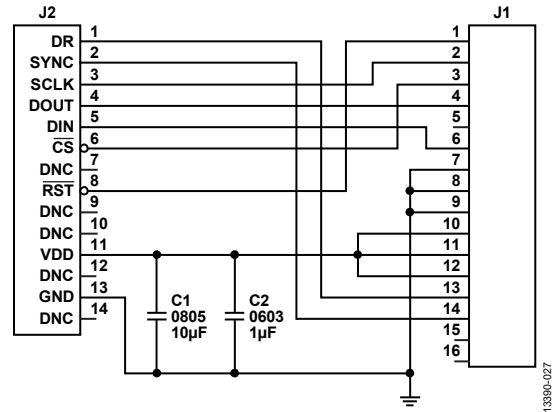 J2
J1
DR 1
SYNC 2
SCLK 3
DOUT 4
DIN 5
CS 6
DNC 7
RST 8
DNC 9
DNC 10
VDD 11
DNC 12
GND 13
DNC 14
1
2
3
4
5
6
7
8
9
10
11
12
13
14
15
16
C1
0805
10µF
C2
0603
1µF
13390-027